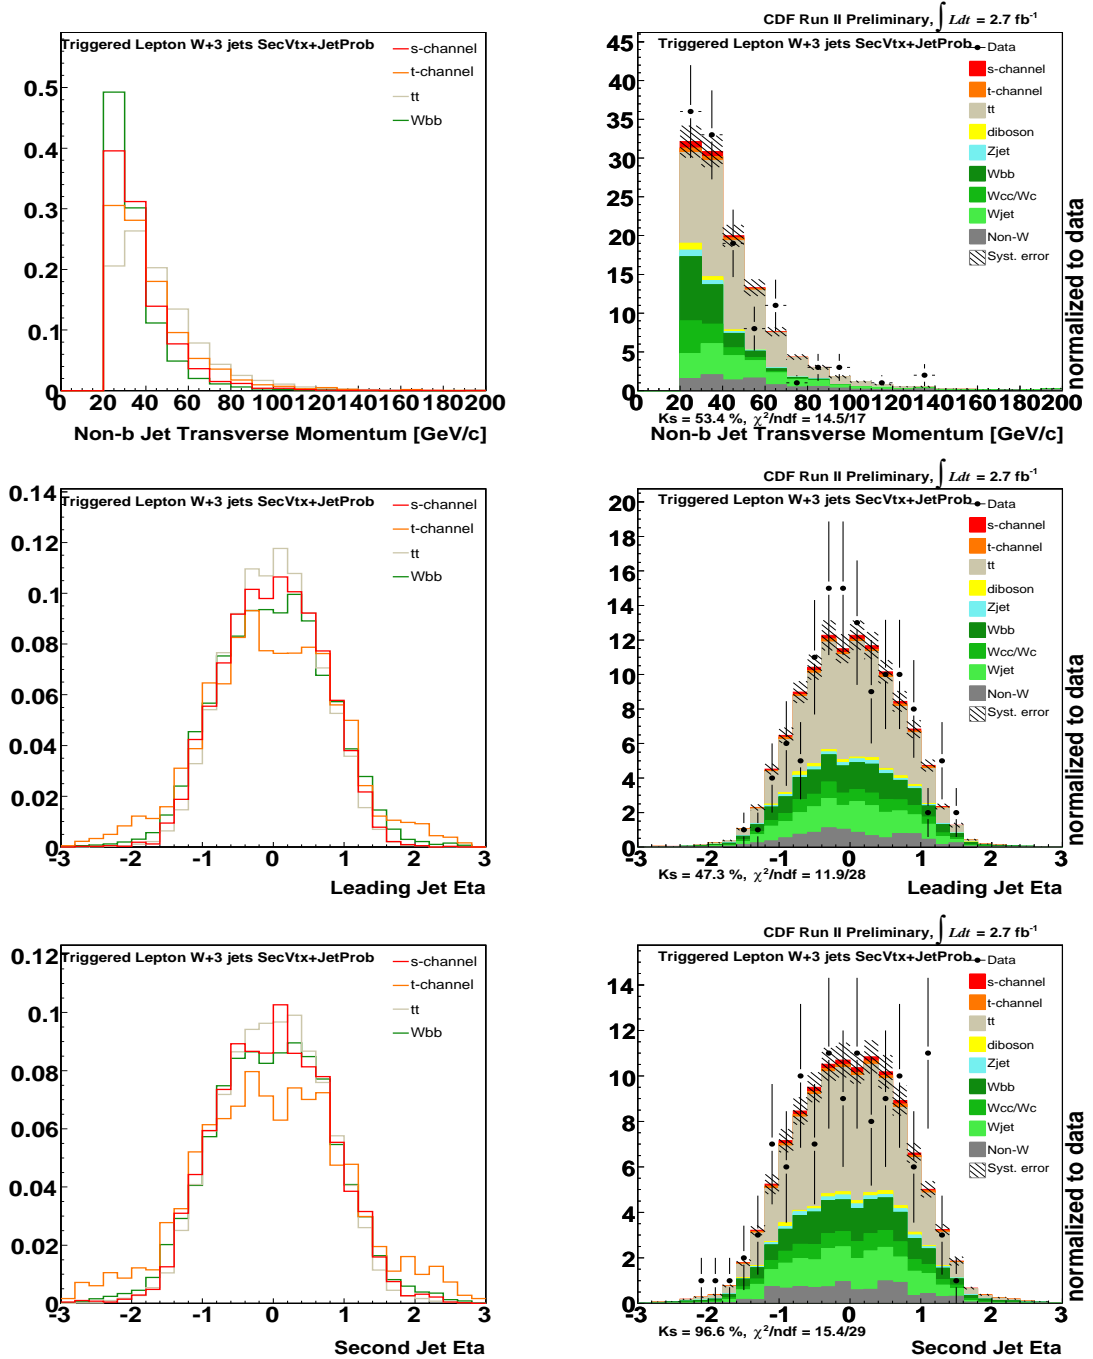 CDF Run II Preliminary, ∫ Ldt = 2.7 fb⁻¹
Triggered Lepton W+3 jets SecVtx+JetProb
s-channel
t-channel
tt
Wbb
0.5
0.4
0.3
0.2
0.1
0
0 20 40 60 80 100 120 140 160 180 200
Non-b Jet Transverse Momentum [GeV/c]
Triggered Lepton W+3 jets SecVtx+JetProb
Data
s-channel
t-channel
tt
diboson
Zjet
Wbb
Wcc/Wc
Wjet
Non-W
Syst. error
45
40
35
30
25
20
15
10
5
0
0 20 40 60 80 100 120 140 160 180 200
Ks = 53.4 %, χ²/ndf = 14.5/17
Non-b Jet Transverse Momentum [GeV/c]
normalized to data
CDF Run II Preliminary, ∫ Ldt = 2.7 fb⁻¹
Triggered Lepton W+3 jets SecVtx+JetProb
s-channel
t-channel
tt
Wbb
0.14
0.12
0.1
0.08
0.06
0.04
0.02
0
-3 -2 -1 0 1 2 3
Leading Jet Eta
Triggered Lepton W+3 jets SecVtx+JetProb
Data
s-channel
t-channel
tt
diboson
Zjet
Wbb
Wcc/Wc
Wjet
Non-W
Syst. error
20
18
16
14
12
10
8
6
4
2
0
-3 -2 -1 0 1 2 3
Ks = 47.3 %, χ²/ndf = 11.9/28
Leading Jet Eta
normalized to data
CDF Run II Preliminary, ∫ Ldt = 2.7 fb⁻¹
Triggered Lepton W+3 jets SecVtx+JetProb
s-channel
t-channel
tt
Wbb
0.12
0.1
0.08
0.06
0.04
0.02
0
-3 -2 -1 0 1 2 3
Second Jet Eta
Triggered Lepton W+3 jets SecVtx+JetProb
Data
s-channel
t-channel
tt
diboson
Zjet
Wbb
Wcc/Wc
Wjet
Non-W
Syst. error
14
12
10
8
6
4
2
0
-3 -2 -1 0 1 2 3
Ks = 96.6 %, χ²/ndf = 15.4/29
Second Jet Eta
normalized to data